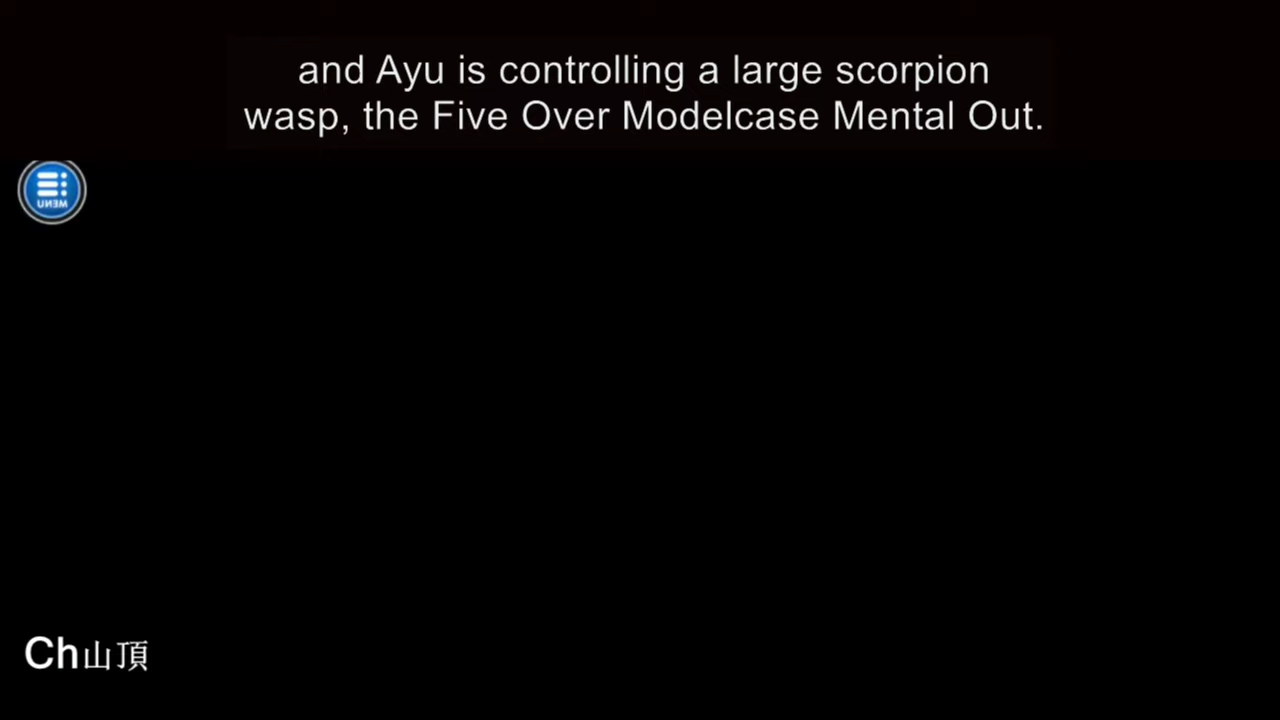 and Ayu is controlling a large scorpion
wasp, the Five Over Modelcase Mental Out.
MENU
Ch山頂